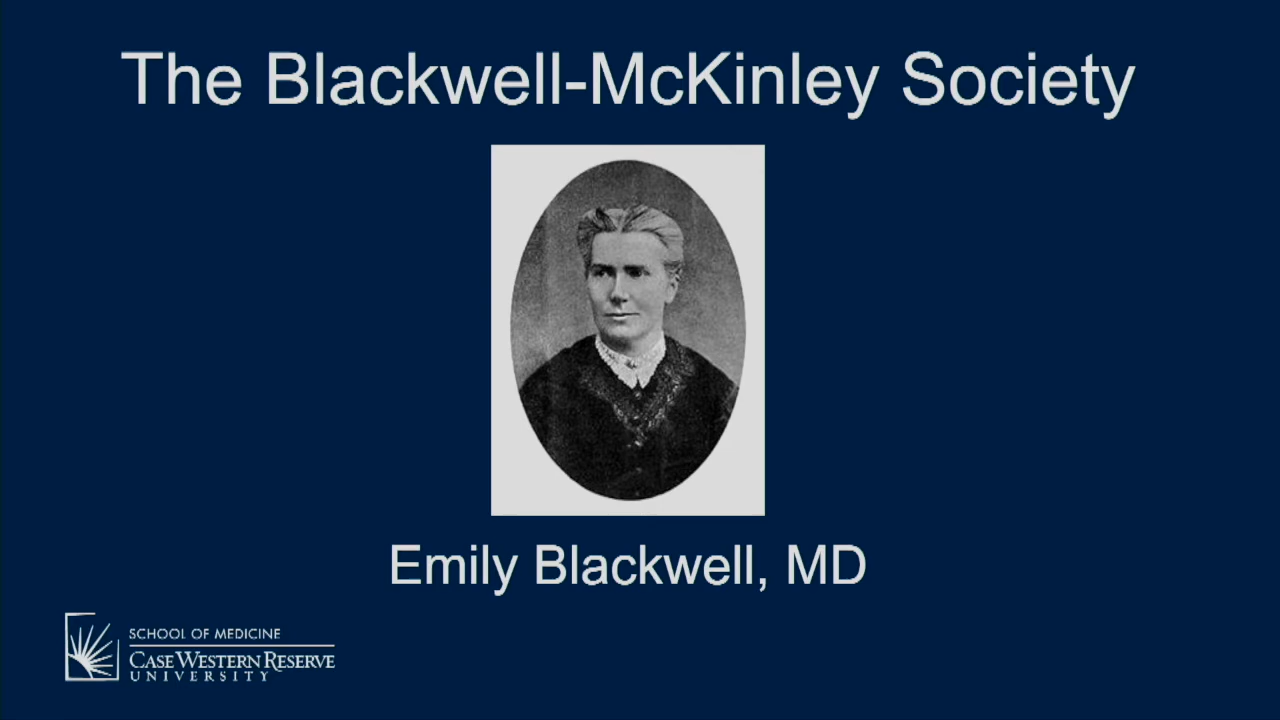 The Blackwell-McKinley Society
Emily Blackwell, MD
SCHOOL OF MEDICINE
CASE WESTERN RESERVE
UNIVERSITY